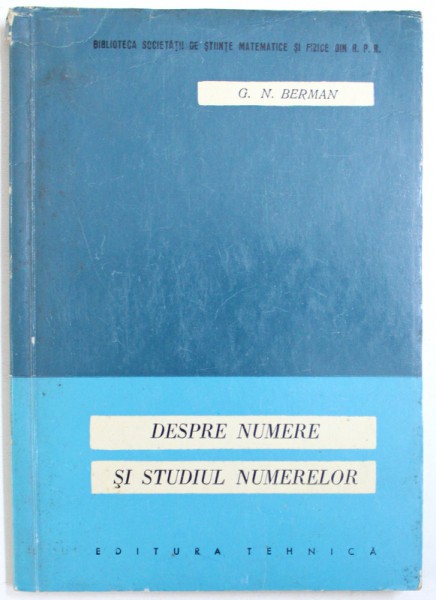 BIBLIOTECA SOCIETĂȚII DE ȘTIINȚE MATEMATICE ȘI FIZICE DIN R. P. R.
G. N. BERMAN
DESPRE NUMERE
ȘI STUDIUL NUMERELOR
EDITURA TEHNICĂ